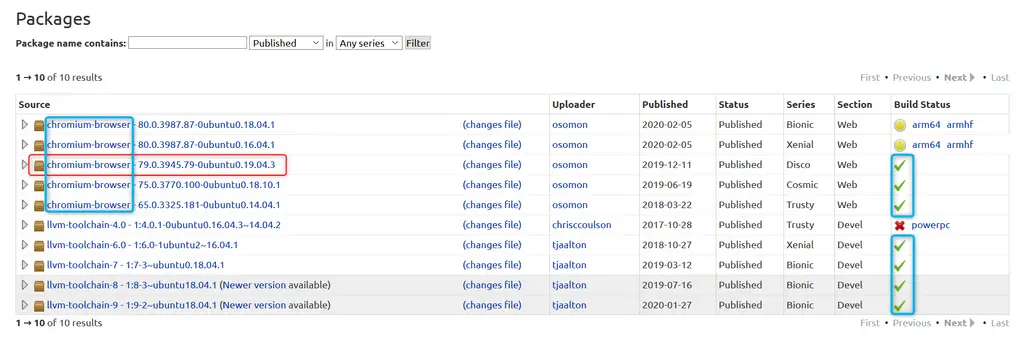 Packages
Package name contains: Published in Any series Filter
1 → 10 of 10 results First • Previous • Next • Last
Source Uploader Published Status Series Section Build Status
chromium-browser - 80.0.3987.87-0ubuntu0.18.04.1 (changes file) osomon 2020-02-05 Published Bionic Web arm64 armhf
chromium-browser - 80.0.3987.87-0ubuntu0.16.04.1 (changes file) osomon 2020-02-05 Published Xenial Web arm64 armhf
chromium-browser - 79.0.3945.79-0ubuntu0.19.04.3 (changes file) osomon 2019-12-11 Published Disco Web
chromium-browser - 75.0.3770.100-0ubuntu0.18.10.1 (changes file) osomon 2019-06-19 Published Cosmic Web
chromium-browser - 65.0.3325.181-0ubuntu0.14.04.1 (changes file) osomon 2018-03-22 Published Trusty Web
llvm-toolchain-4.0 - 1:4.0.1-0ubuntu0.16.04.3~14.04.2 (changes file) chrisccoulson 2017-10-28 Published Trusty Devel powerpc
llvm-toolchain-6.0 - 1:6.0-1ubuntu2~16.04.1 (changes file) tjaalton 2018-10-27 Published Xenial Devel
llvm-toolchain-7 - 1:7-3~ubuntu0.18.04.1 (changes file) tjaalton 2019-03-12 Published Bionic Devel
llvm-toolchain-8 - 1:8-3~ubuntu18.04.1 (Newer version available) (changes file) tjaalton 2019-07-16 Published Bionic Devel
llvm-toolchain-9 - 1:9-2~ubuntu18.04.1 (Newer version available) (changes file) tjaalton 2020-01-27 Published Bionic Devel
1 → 10 of 10 results First • Previous • Next • Last